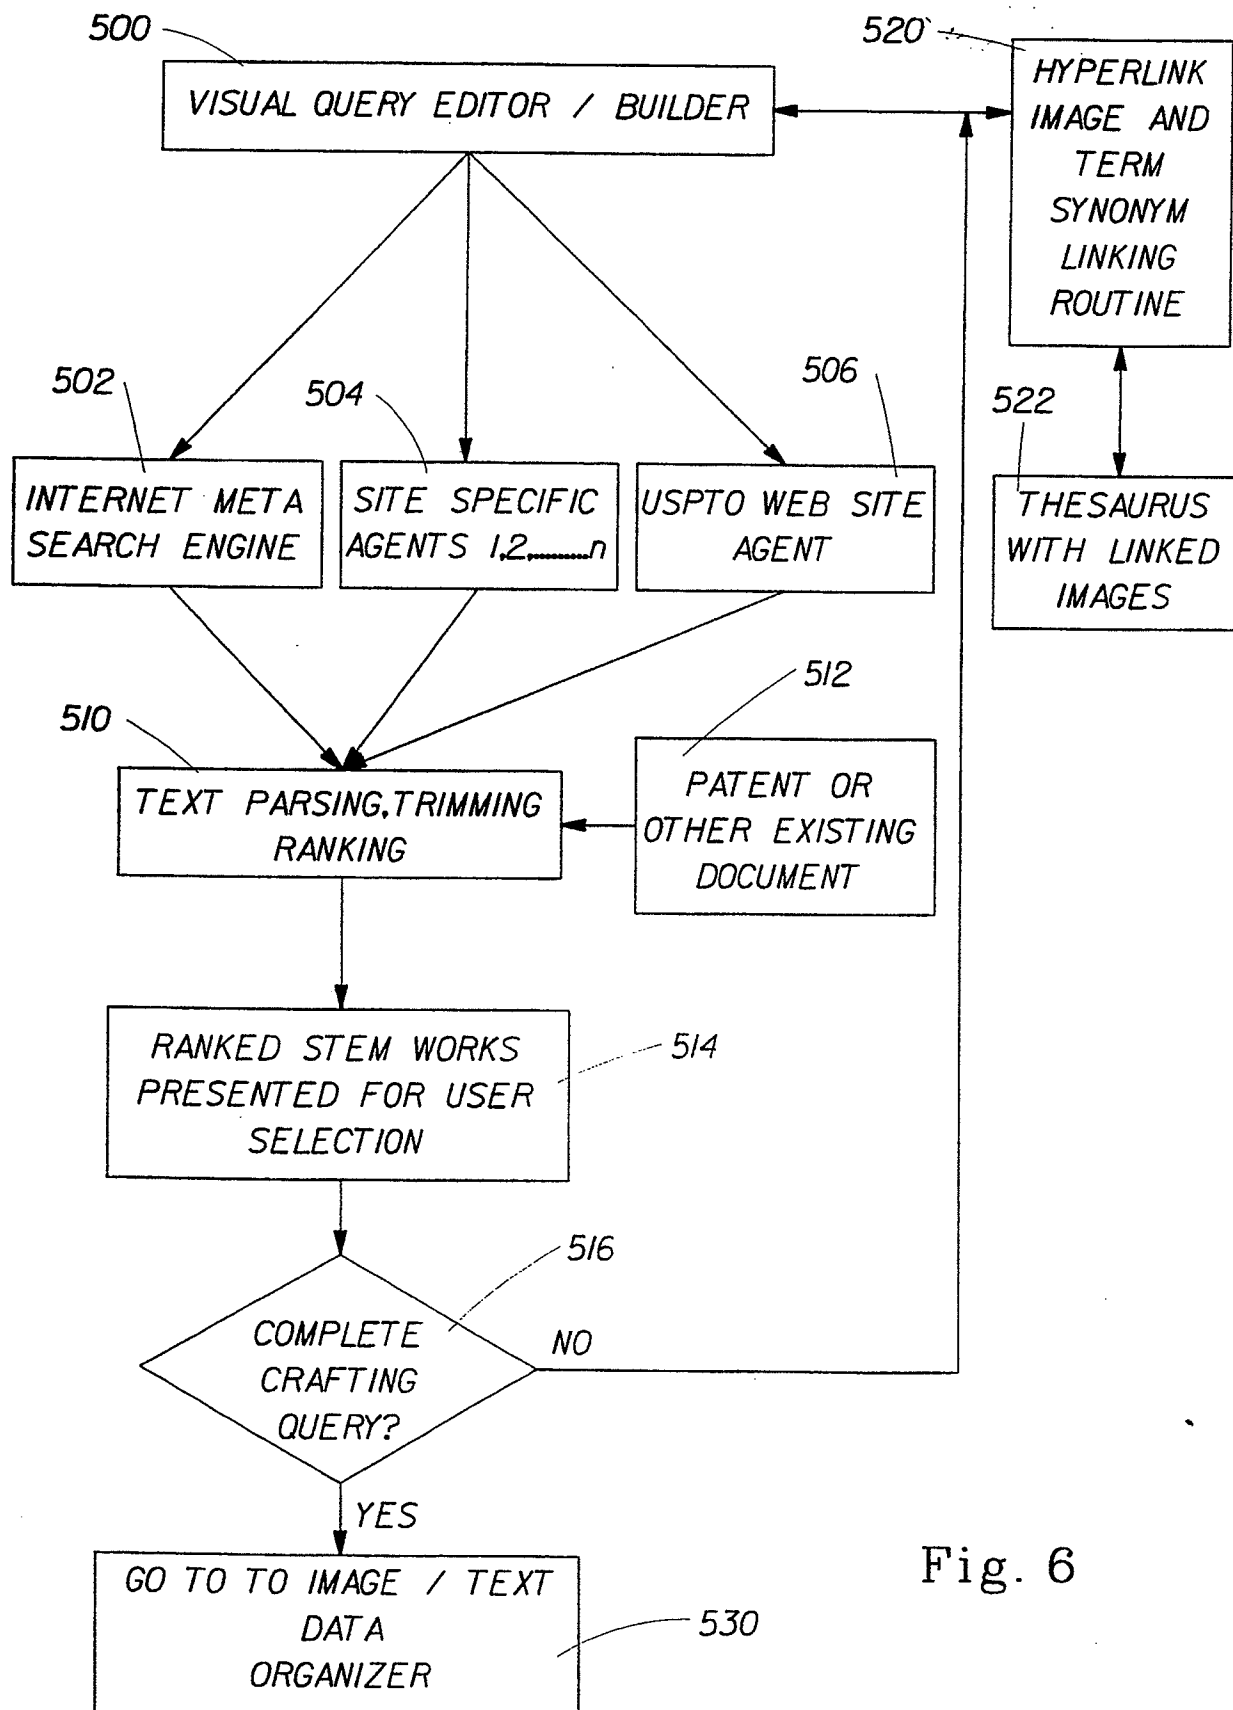 500
VISUAL QUERY EDITOR / BUILDER
520
HYPERLINK
IMAGE AND
TERM
SYNONYM
LINKING
ROUTINE
502
INTERNET META
SEARCH ENGINE
504
SITE SPECIFIC
AGENTS 1,2,..........n
506
USPTO WEB SITE
AGENT
522
THESAURUS
WITH LINKED
IMAGES
510
TEXT PARSING,TRIMMING
RANKING
512
PATENT OR
OTHER EXISTING
DOCUMENT
RANKED STEM WORKS
PRESENTED FOR USER
SELECTION
514
516
COMPLETE
CRAFTING
QUERY?
NO
YES
GO TO TO IMAGE / TEXT
DATA
ORGANIZER
530
Fig. 6